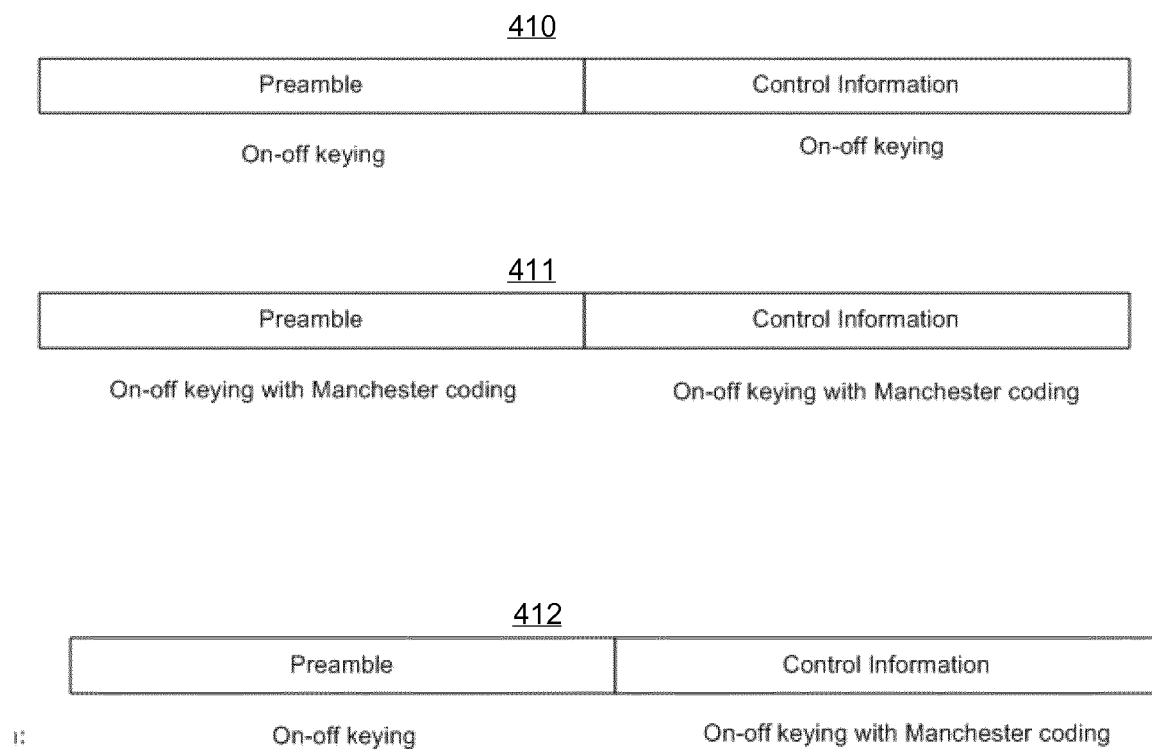 410
Preamble Control Information
On-off keying On-off keying
411
Preamble Control Information
On-off keying with Manchester coding On-off keying with Manchester coding
412
Preamble Control Information
On-off keying On-off keying with Manchester coding